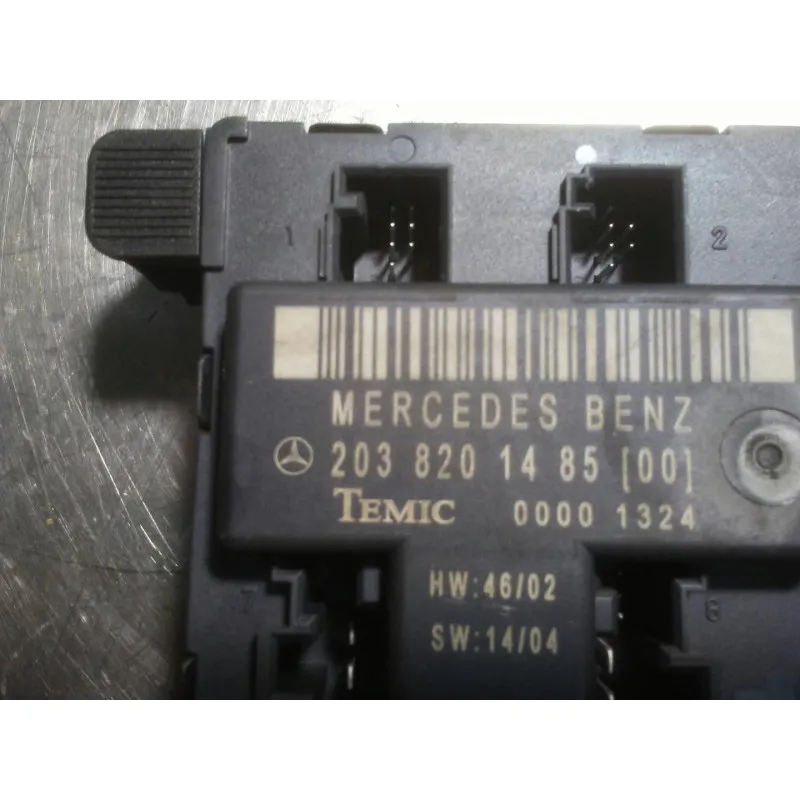 1
2
MERCEDES BENZ
203 820 14 85 [00]
TEMIC 0000 1324
HW:46/02
SW:14/04